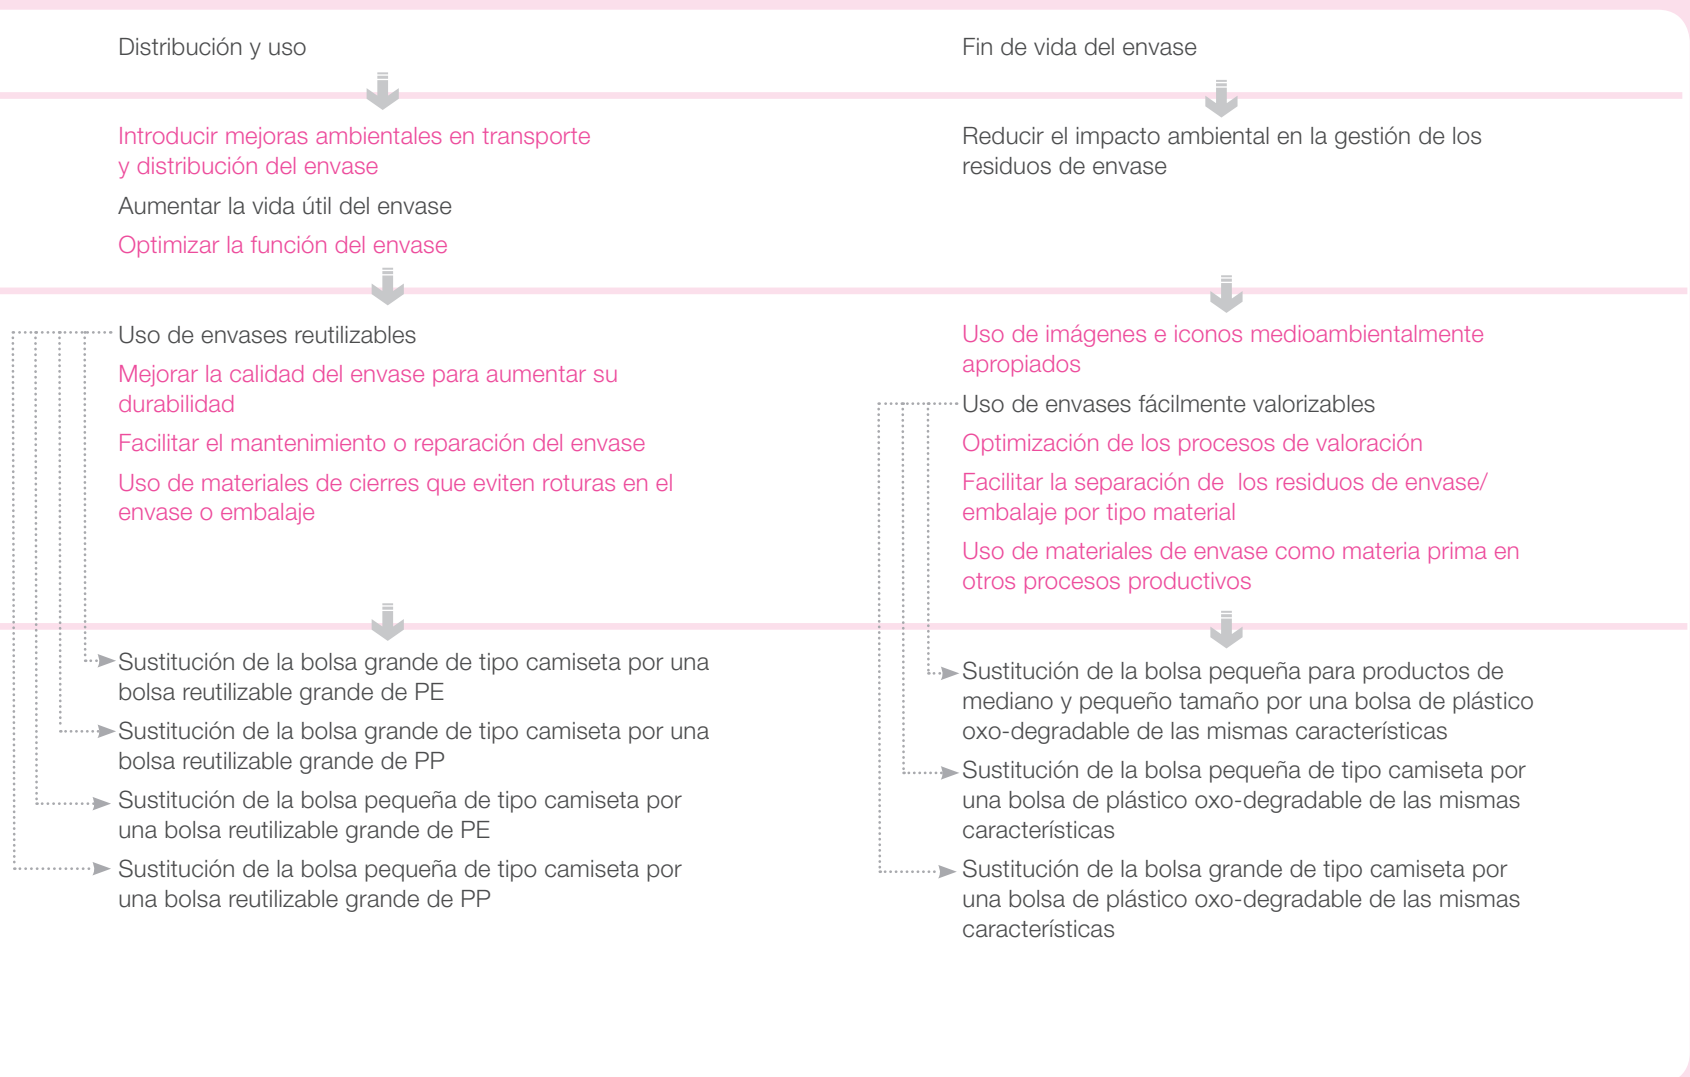 Distribución y uso
Introducir mejoras ambientales en transporte
y distribución del envase
Aumentar la vida útil del envase
Optimizar la función del envase
Uso de envases reutilizables
Mejorar la calidad del envase para aumentar su
durabilidad
Facilitar el mantenimiento o reparación del envase
Uso de materiales de cierres que eviten roturas en el
envase o embalaje
Sustitución de la bolsa grande de tipo camiseta por una
bolsa reutilizable grande de PE
Sustitución de la bolsa grande de tipo camiseta por una
bolsa reutilizable grande de PP
Sustitución de la bolsa pequeña de tipo camiseta por
una bolsa reutilizable grande de PE
Sustitución de la bolsa pequeña de tipo camiseta por
una bolsa reutilizable grande de PP
Fin de vida del envase
Reducir el impacto ambiental en la gestión de los
residuos de envase
Uso de imágenes e iconos medioambientalmente
apropiados
Uso de envases fácilmente valorizables
Optimización de los procesos de valoración
Facilitar la separación de los residuos de envase/
embalaje por tipo material
Uso de materiales de envase como materia prima en
otros procesos productivos
Sustitución de la bolsa pequeña para productos de
mediano y pequeño tamaño por una bolsa de plástico
oxo-degradable de las mismas características
Sustitución de la bolsa pequeña de tipo camiseta por
una bolsa de plástico oxo-degradable de las mismas
características
Sustitución de la bolsa grande de tipo camiseta por
una bolsa de plástico oxo-degradable de las mismas
características